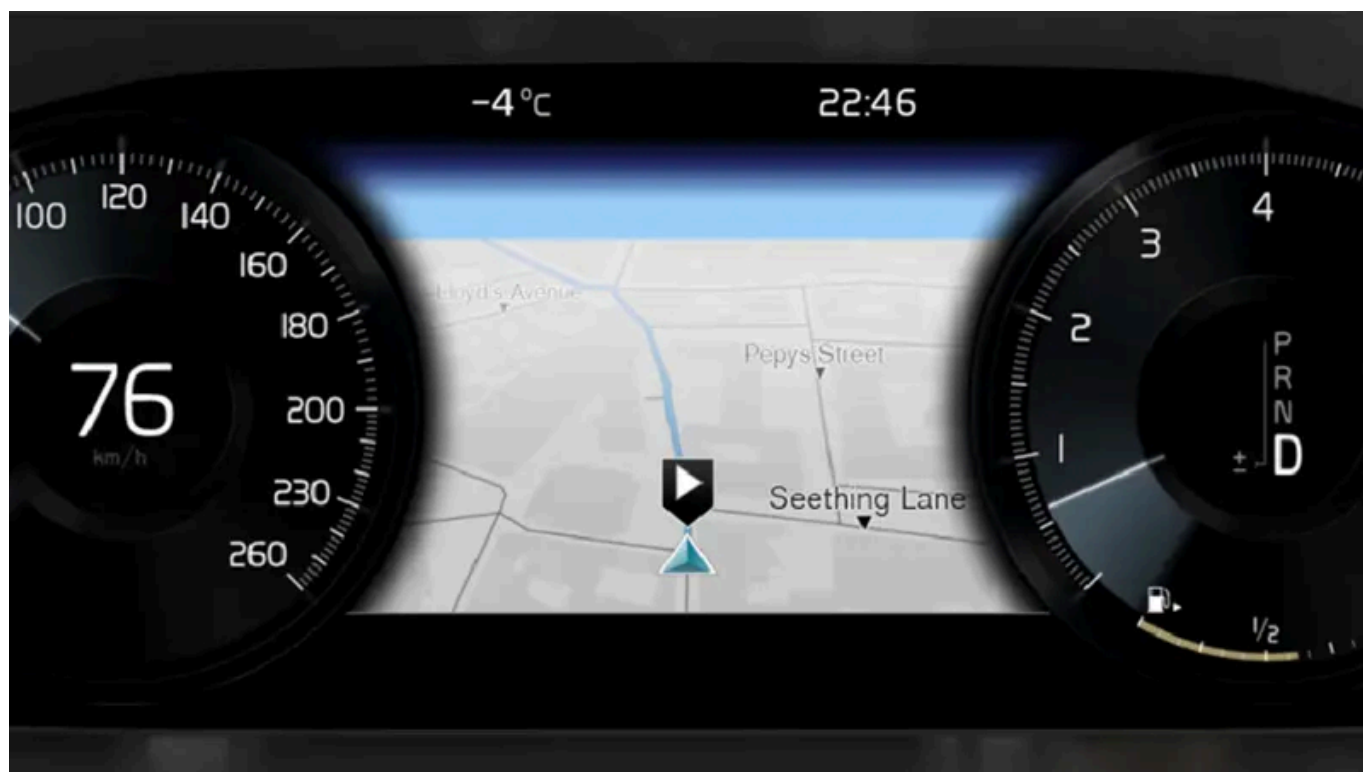 -4°C
22:46
100
120
140
160
180
200
230
260
76
km/h
Lloyd's Avenue
Pepys Street
Seething Lane
4
3
2
1
P
R
N
± D
1/2